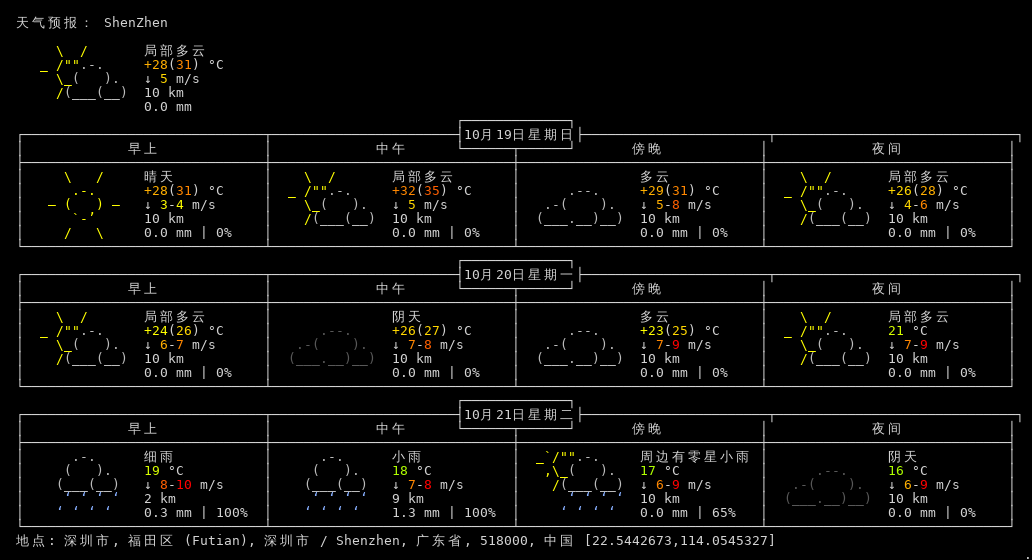 天气预报： ShenZhen
局部多云
+28(31) °C
↓ 5 m/s
10 km
0.0 mm
10月19日星期日
早上 中午 傍晚 夜间
晴天 局部多云 多云 局部多云
+28(31) °C +32(35) °C +29(31) °C +26(28) °C
↓ 3-4 m/s ↓ 5 m/s ↓ 5-8 m/s ↓ 4-6 m/s
10 km 10 km 10 km 10 km
0.0 mm | 0% 0.0 mm | 0% 0.0 mm | 0% 0.0 mm | 0%
10月20日星期一
早上 中午 傍晚 夜间
局部多云 阴天 多云 局部多云
+24(26) °C +26(27) °C +23(25) °C 21 °C
↓ 6-7 m/s ↓ 7-8 m/s ↓ 7-9 m/s ↓ 7-9 m/s
10 km 10 km 10 km 10 km
0.0 mm | 0% 0.0 mm | 0% 0.0 mm | 0% 0.0 mm | 0%
10月21日星期二
早上 中午 傍晚 夜间
细雨 小雨 周边有零星小雨 阴天
19 °C 18 °C 17 °C 16 °C
↓ 8-10 m/s ↓ 7-8 m/s ↓ 6-9 m/s ↓ 6-9 m/s
2 km 9 km 10 km 10 km
0.3 mm | 100% 1.3 mm | 100% 0.0 mm | 65% 0.0 mm | 0%
地点: 深圳市, 福田区 (Futian), 深圳市 / Shenzhen, 广东省, 518000, 中国 [22.5442673,114.0545327]